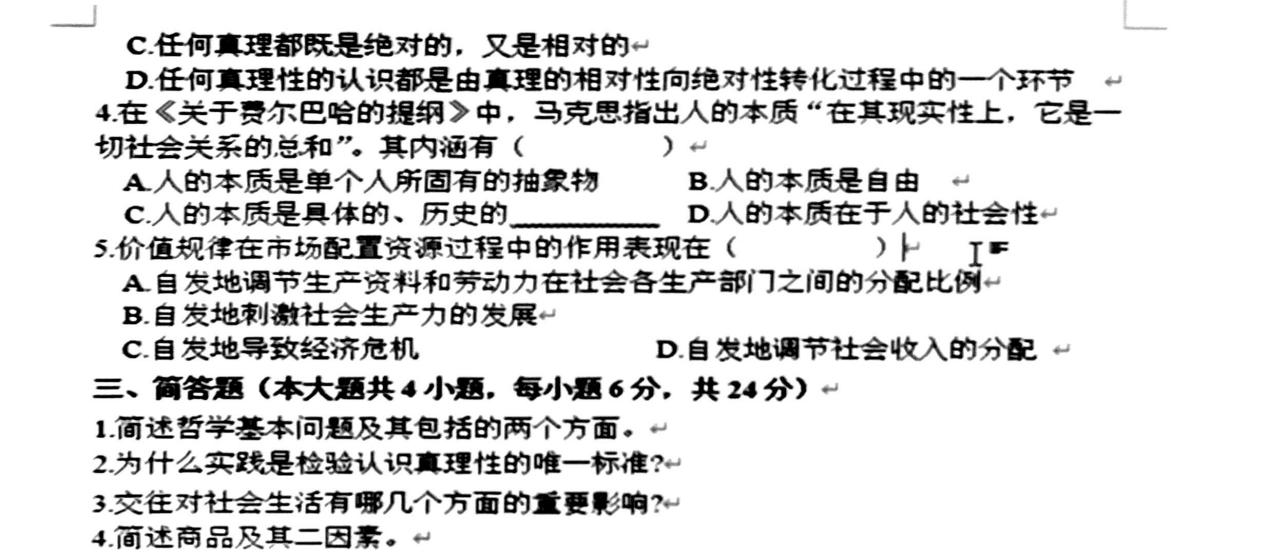 C.任何真理都既是绝对的，又是相对的
D.任何真理性的认识都是由真理的相对性向绝对性转化过程中的一个环节
4.在《关于费尔巴哈的提纲》中，马克思指出人的本质“在其现实性上，它是一
切社会关系的总和”。其内涵有（ ）
A.人的本质是单个人所固有的抽象物 B.人的本质是自由
C.人的本质是具体的、历史的 D.人的本质在于人的社会性
5.价值规律在市场配置资源过程中的作用表现在（ ）
A.自发地调节生产资料和劳动力在社会各生产部门之间的分配比例
B.自发地刺激社会生产力的发展
C.自发地导致经济危机 D.自发地调节社会收入的分配
三、简答题（本大题共4小题，每小题6分，共24分）
1.简述哲学基本问题及其包括的两个方面。
2.为什么实践是检验认识真理性的唯一标准?
3.交往对社会生活有哪几个方面的重要影响?
4.简述商品及其二因素。